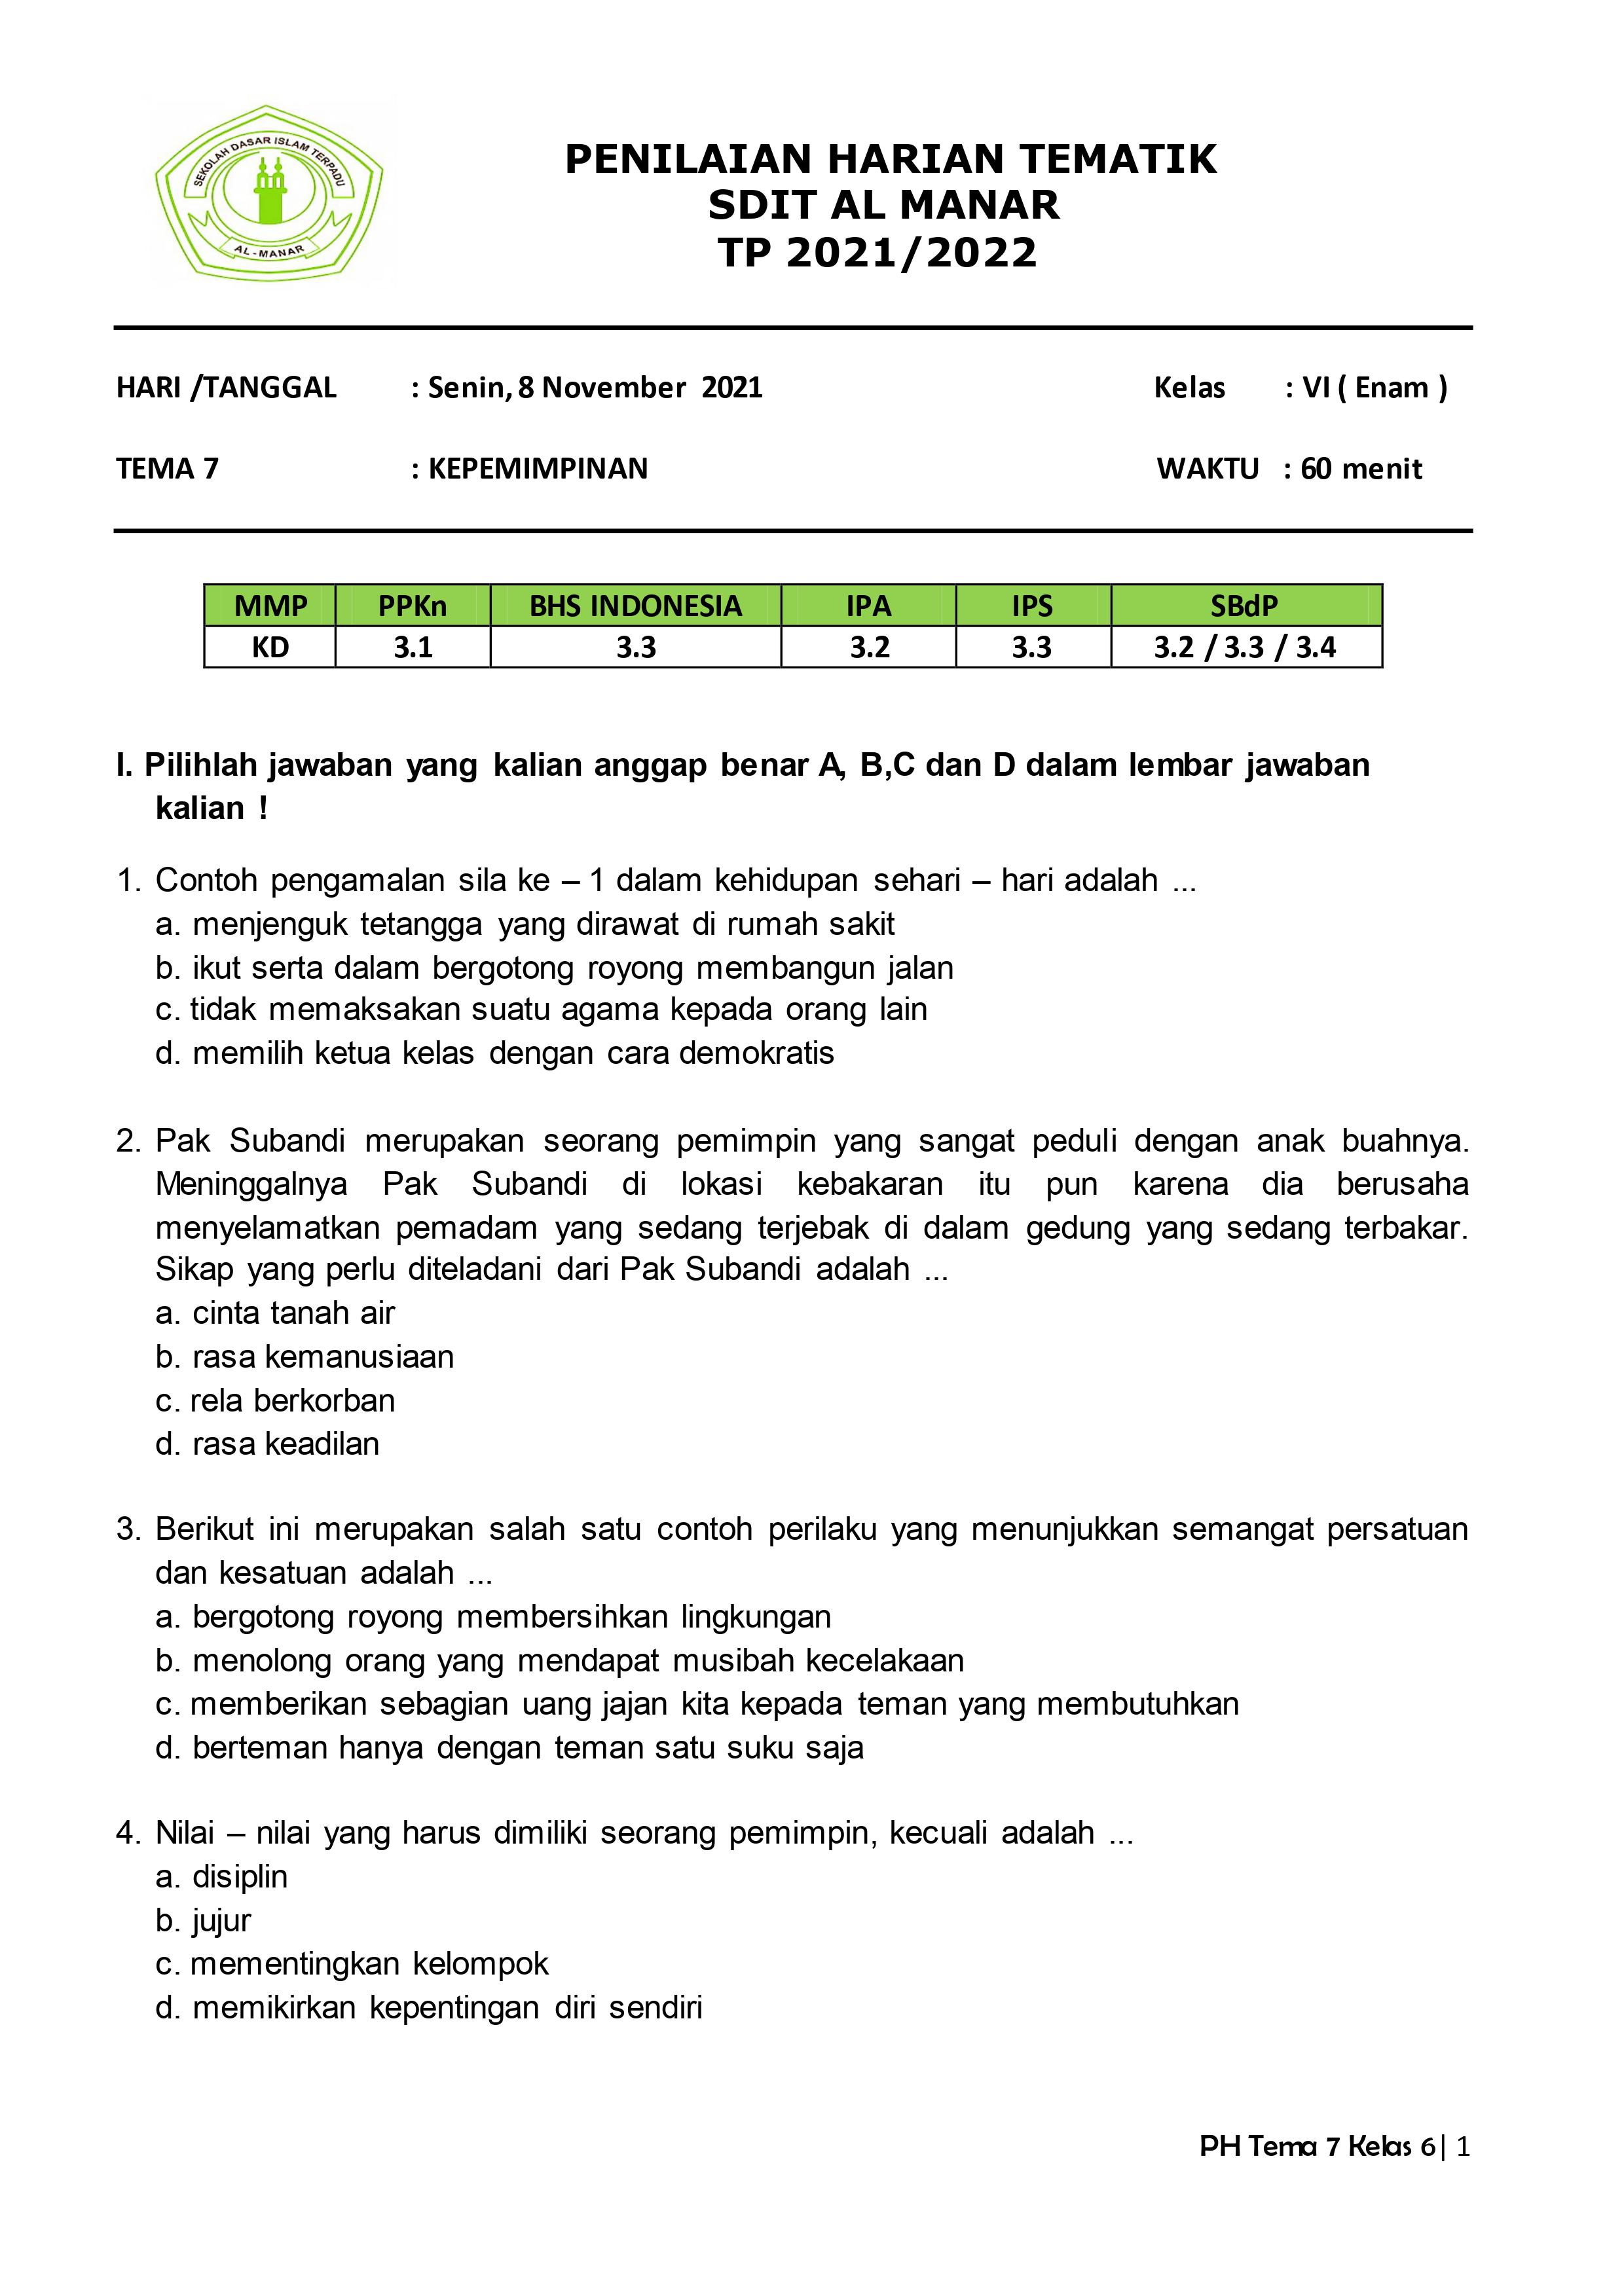 SEKOLAH DASAR ISLAM TERPADU
AL-MANAR
PENILAIAN HARIAN TEMATIK
SDIT AL MANAR
TP 2021/2022
HARI /TANGGAL : Senin, 8 November 2021 Kelas : VI ( Enam )
TEMA 7 : KEPEMIMPINAN WAKTU : 60 menit
MMP PPKn BHS INDONESIA IPA IPS SBdP
KD 3.1 3.3 3.2 3.3 3.2 / 3.3 / 3.4
I. Pilihlah jawaban yang kalian anggap benar A, B,C dan D dalam lembar jawaban
kalian !
1. Contoh pengamalan sila ke – 1 dalam kehidupan sehari – hari adalah ...
a. menjenguk tetangga yang dirawat di rumah sakit
b. ikut serta dalam bergotong royong membangun jalan
c. tidak memaksakan suatu agama kepada orang lain
d. memilih ketua kelas dengan cara demokratis
2. Pak Subandi merupakan seorang pemimpin yang sangat peduli dengan anak buahnya.
Meninggalnya Pak Subandi di lokasi kebakaran itu pun karena dia berusaha
menyelamatkan pemadam yang sedang terjebak di dalam gedung yang sedang terbakar.
Sikap yang perlu diteladani dari Pak Subandi adalah ...
a. cinta tanah air
b. rasa kemanusiaan
c. rela berkorban
d. rasa keadilan
3. Berikut ini merupakan salah satu contoh perilaku yang menunjukkan semangat persatuan
dan kesatuan adalah ...
a. bergotong royong membersihkan lingkungan
b. menolong orang yang mendapat musibah kecelakaan
c. memberikan sebagian uang jajan kita kepada teman yang membutuhkan
d. berteman hanya dengan teman satu suku saja
4. Nilai – nilai yang harus dimiliki seorang pemimpin, kecuali adalah ...
a. disiplin
b. jujur
c. mementingkan kelompok
d. memikirkan kepentingan diri sendiri
PH Tema 7 Kelas 6| 1